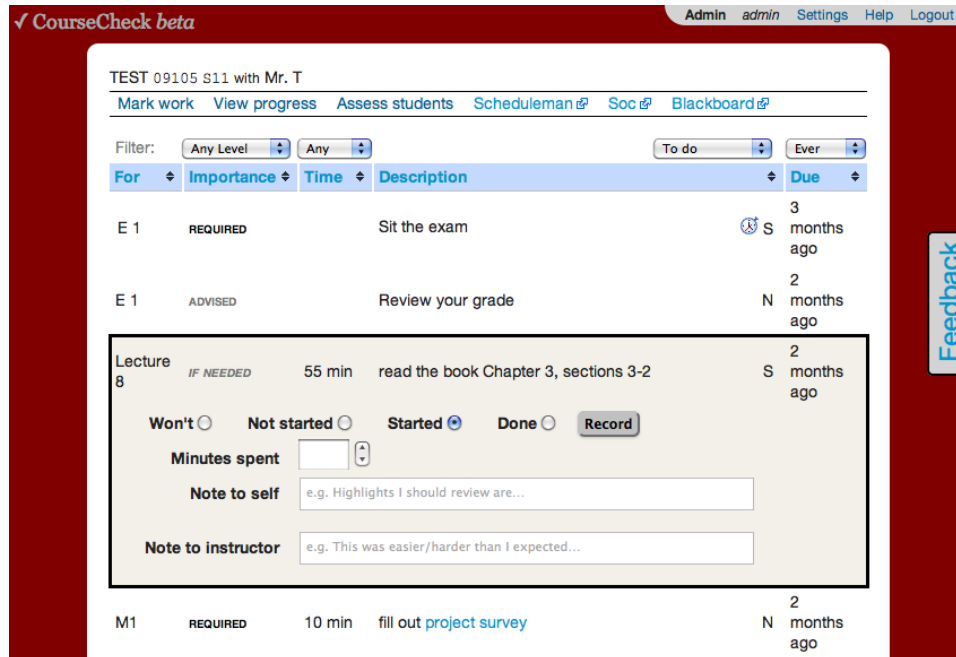 ✓ CourseCheck beta
Admin admin Settings Help Logout
TEST 09105 S11 with Mr. T
Mark work View progress Assess students Scheduleman Soc Blackboard
Filter: Any Level Any To do Ever
For Importance Time Description Due
E 1 REQUIRED Sit the exam S 3 months ago
E 1 ADVISED Review your grade N 2 months ago
Lecture 8 IF NEEDED 55 min read the book Chapter 3, sections 3-2 S 2 months ago
Won't Not started Started Done Record
Minutes spent
Note to self e.g. Highlights I should review are...
Note to instructor e.g. This was easier/harder than I expected...
M1 REQUIRED 10 min fill out project survey N 2 months ago
Feedback